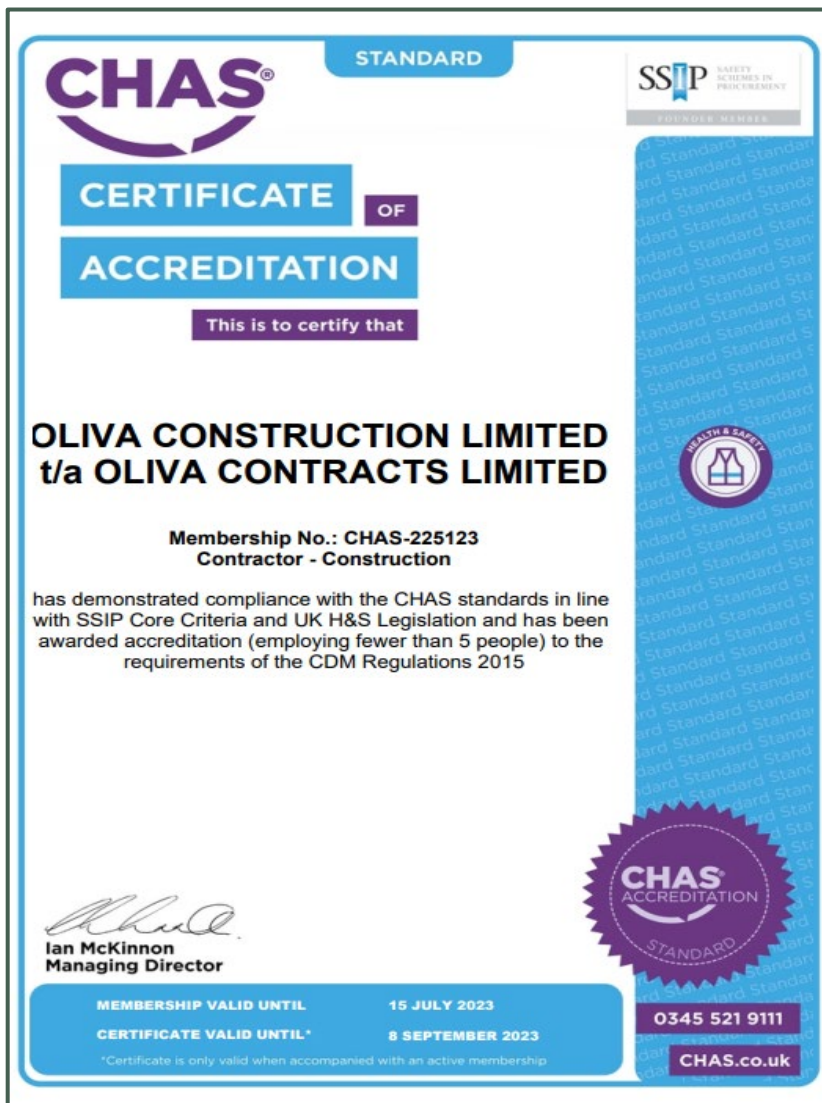 STANDARD
CHAS®
SSIP SAFETY SCHEMES IN PROCUREMENT
FOUNDER MEMBER
CERTIFICATE OF
ACCREDITATION
This is to certify that
OLIVA CONSTRUCTION LIMITED
t/a OLIVA CONTRACTS LIMITED
HEALTH & SAFETY
Membership No.: CHAS-225123
Contractor - Construction
has demonstrated compliance with the CHAS standards in line
with SSIP Core Criteria and UK H&S Legislation and has been
awarded accreditation (employing fewer than 5 people) to the
requirements of the CDM Regulations 2015
CHAS®
ACCREDITATION
STANDARD
Ian McKinnon
Managing Director
MEMBERSHIP VALID UNTIL 15 JULY 2023
CERTIFICATE VALID UNTIL* 8 SEPTEMBER 2023
*Certificate is only valid when accompanied with an active membership
0345 521 9111
CHAS.co.uk